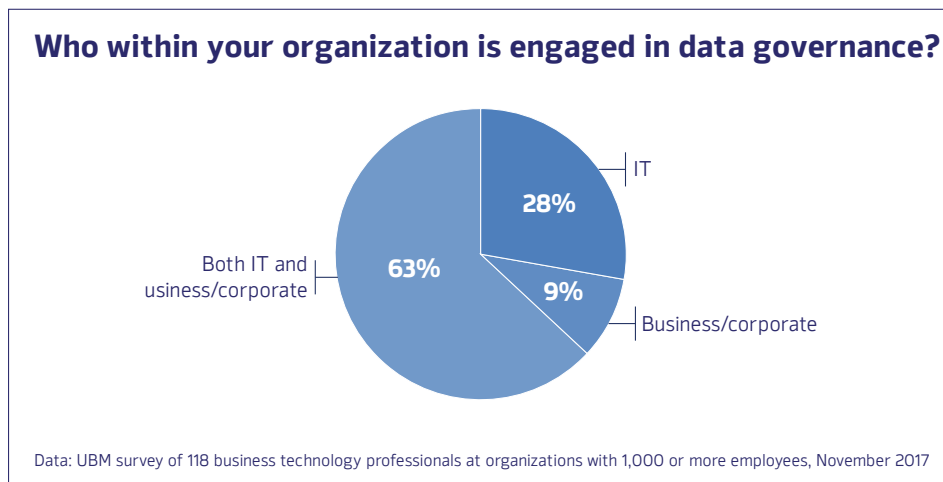 Who within your organization is engaged in data governance?
IT
28%
Both IT and
usiness/corporate
63%
9%
Business/corporate
Data: UBM survey of 118 business technology professionals at organizations with 1,000 or more employees, November 2017